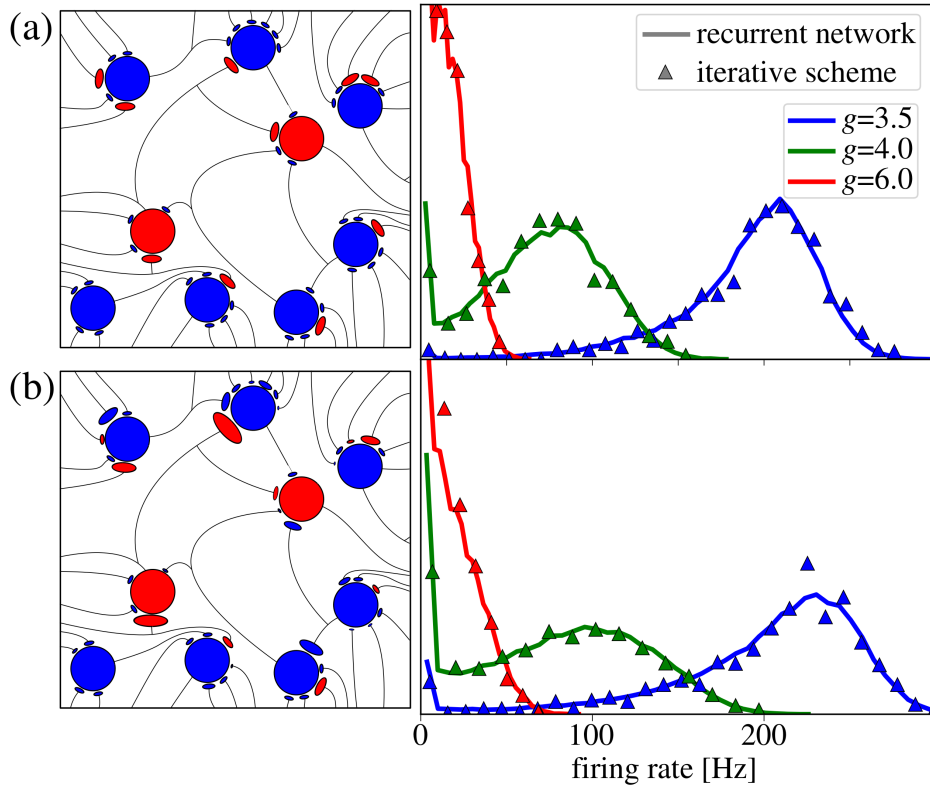 (a)
recurrent network
iterative scheme
g=3.5
g=4.0
g=6.0
(b)
0 100 200
firing rate [Hz]